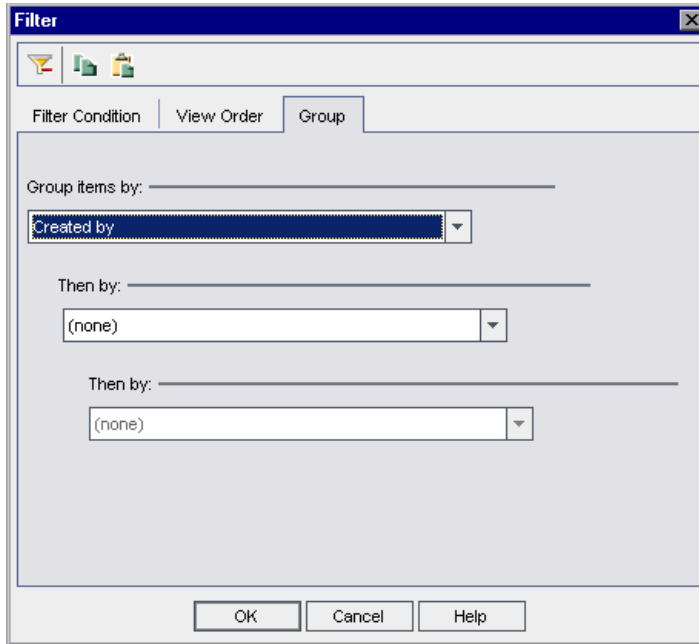 Filter
Filter Condition View Order Group
Group items by:
Created by
Then by:
(none)
Then by:
(none)
OK Cancel Help